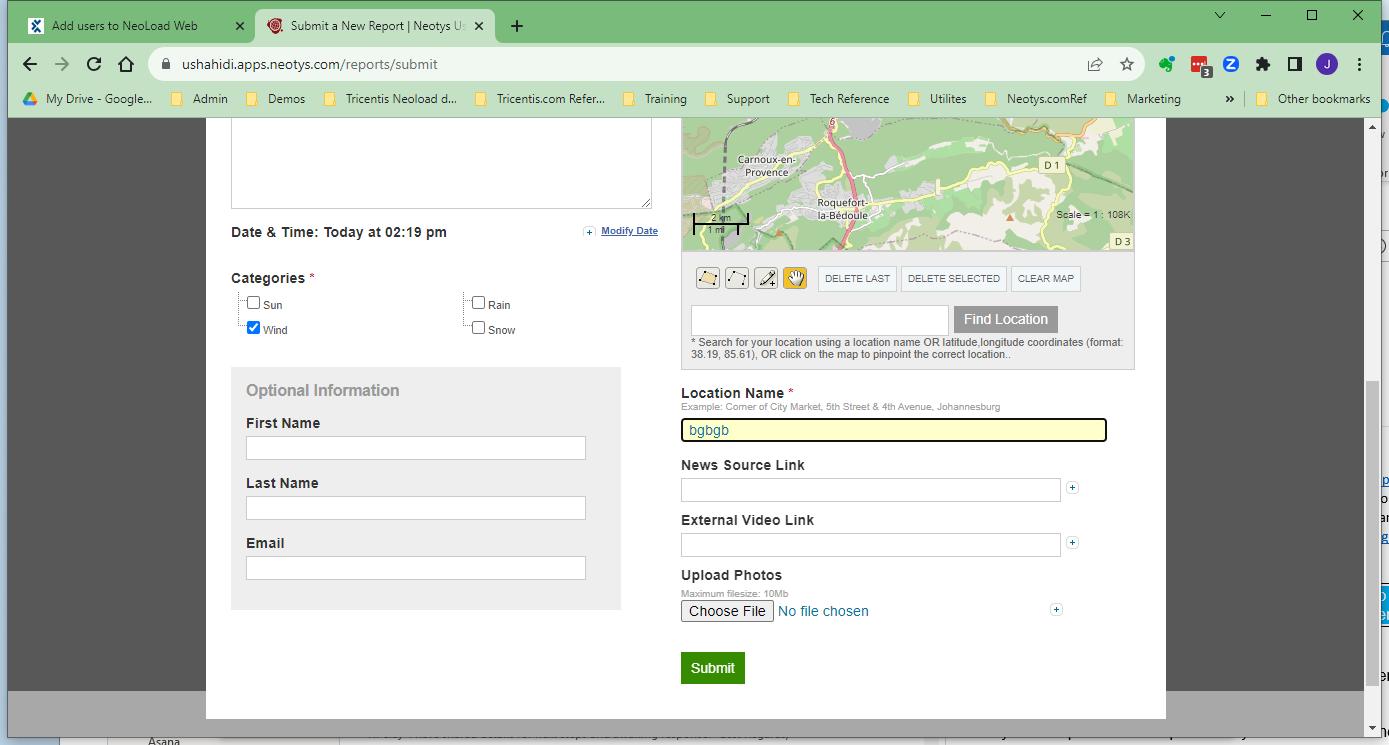 Add users to NeoLoad Web
Submit a New Report | Neotys Us
ushahidi.apps.neotys.com/reports/submit
3
J
My Drive - Google...
Admin
Demos
Tricentis Neoload d...
Tricentis.com Refer...
Training
Support
Tech Reference
Utilites
Neotys.comRef
Marketing
»
Other bookmarks
Date & Time: Today at 02:19 pm
Modify Date
Categories *
Sun
Rain
Wind
Snow
Optional Information
First Name
Last Name
Email
6
Carnoux-en-
Provence
D 1
Roquefort-
la-Bédoule
2 km
1 mi
Scale = 1 : 108K
D 3
DELETE LAST
DELETE SELECTED
CLEAR MAP
Find Location
* Search for your location using a location name OR latitude,longitude coordinates (format:
38.19, 85.61), OR click on the map to pinpoint the correct location..
Location Name *
Example: Corner of City Market, 5th Street & 4th Avenue, Johannesburg
bgbgb
News Source Link
External Video Link
Upload Photos
Maximum filesize: 10Mb
Choose File No file chosen
Submit
Asana